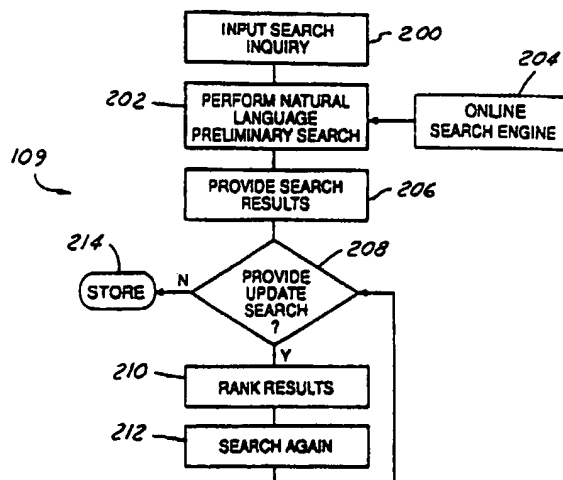 INPUT SEARCH
INQUIRY
200
204
202
PERFORM NATURAL
LANGUAGE
PRELIMINARY SEARCH
ONLINE
SEARCH ENGINE
109
PROVIDE SEARCH
RESULTS
206
214
208
STORE
N
PROVIDE
UPDATE
SEARCH
?
Y
210
RANK RESULTS
212
SEARCH AGAIN